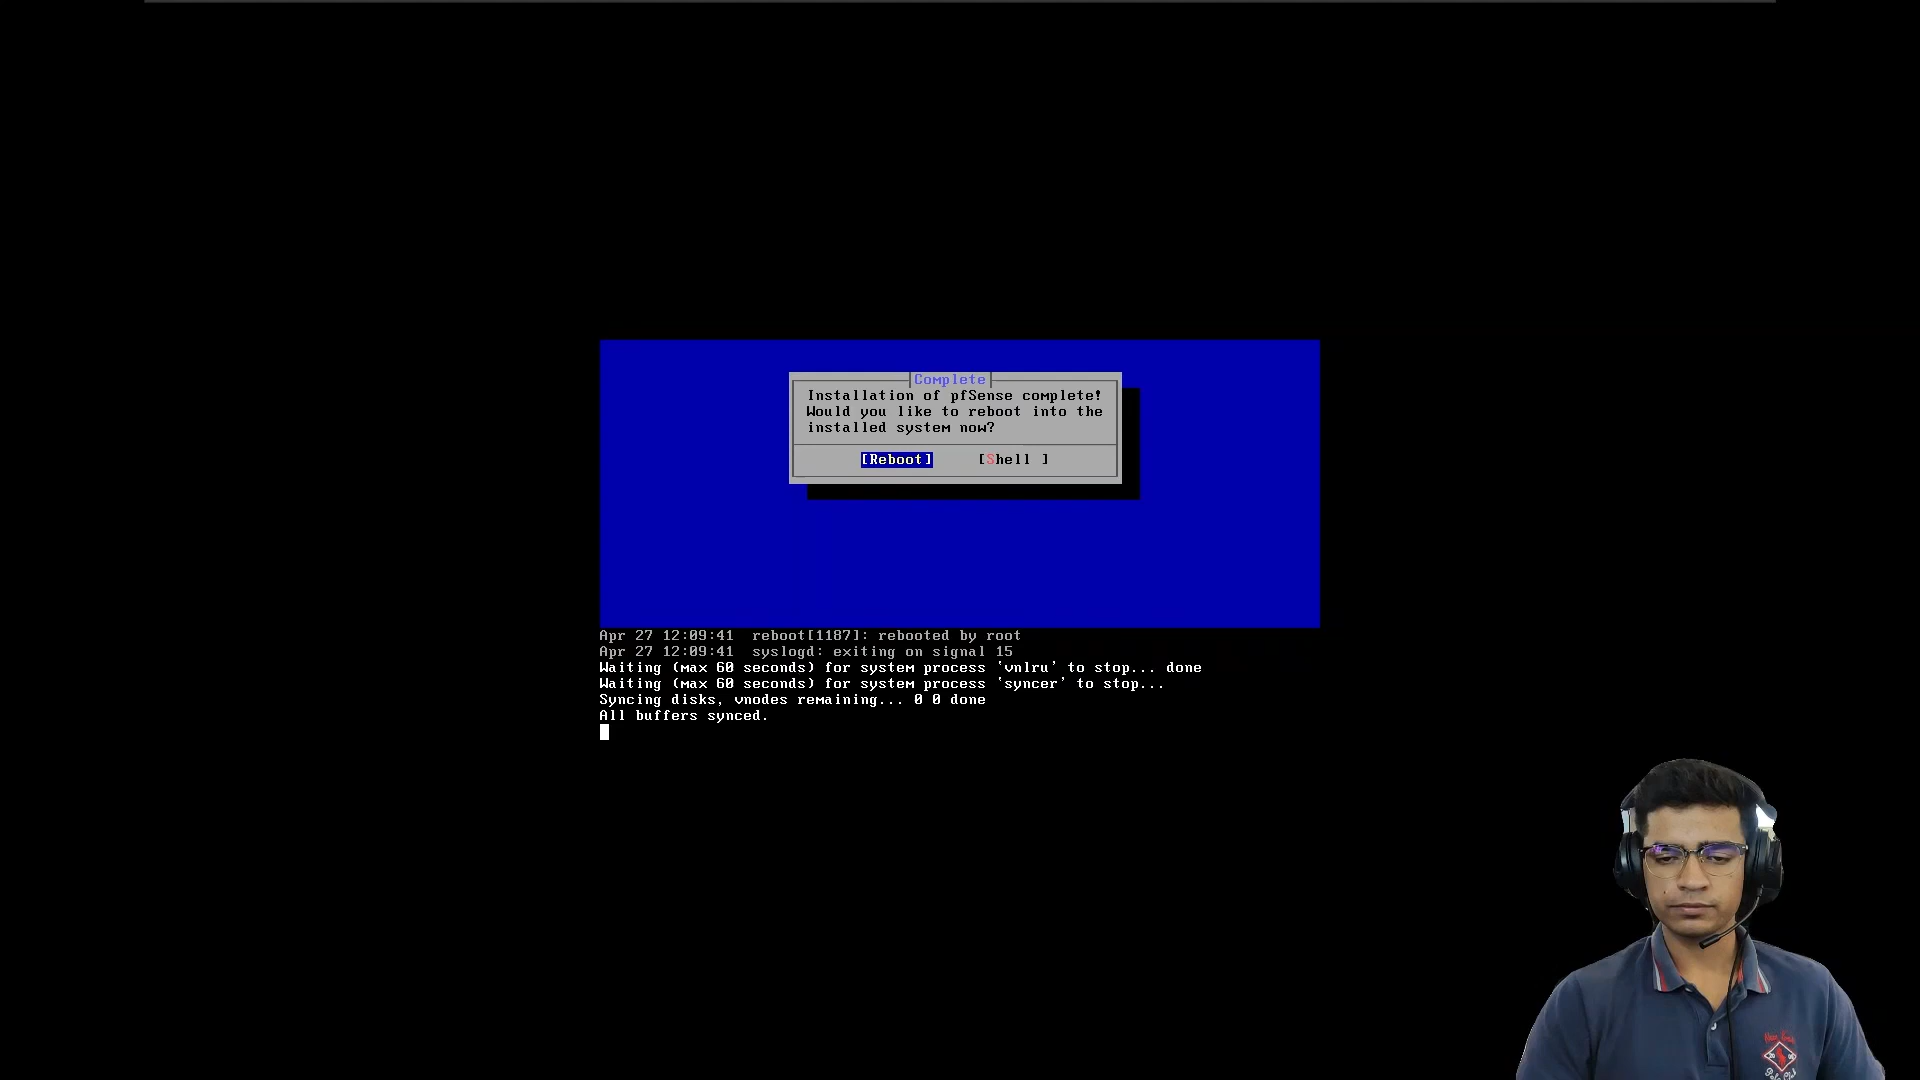 Complete
Installation of pfSense complete!
Would you like to reboot into the
installed system now?
[Reboot] [Shell ]
Apr 27 12:09:41 reboot[1187]: rebooted by root
Apr 27 12:09:41 syslogd: exiting on signal 15
Waiting (max 60 seconds) for system process `vnlru' to stop... done
Waiting (max 60 seconds) for system process `syncer' to stop...
Syncing disks, vnodes remaining... 0 0 done
All buffers synced.